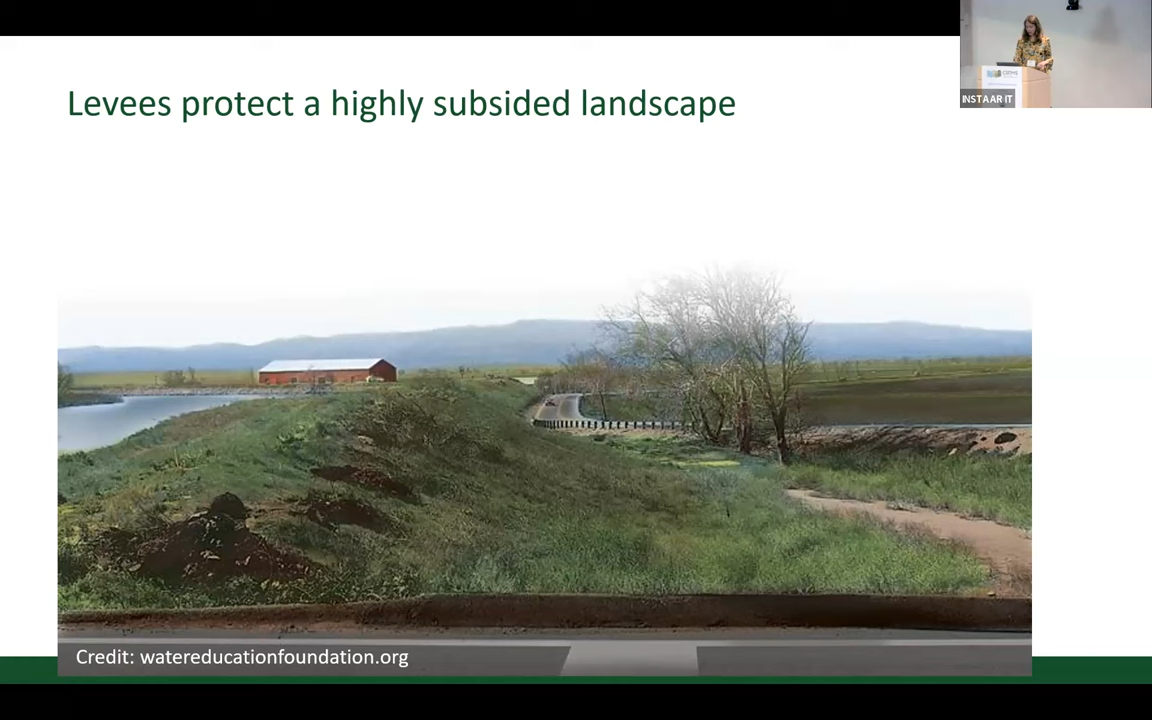 Levees protect a highly subsided landscape
INSTAAR IT
Credit: watereducationfoundation.org